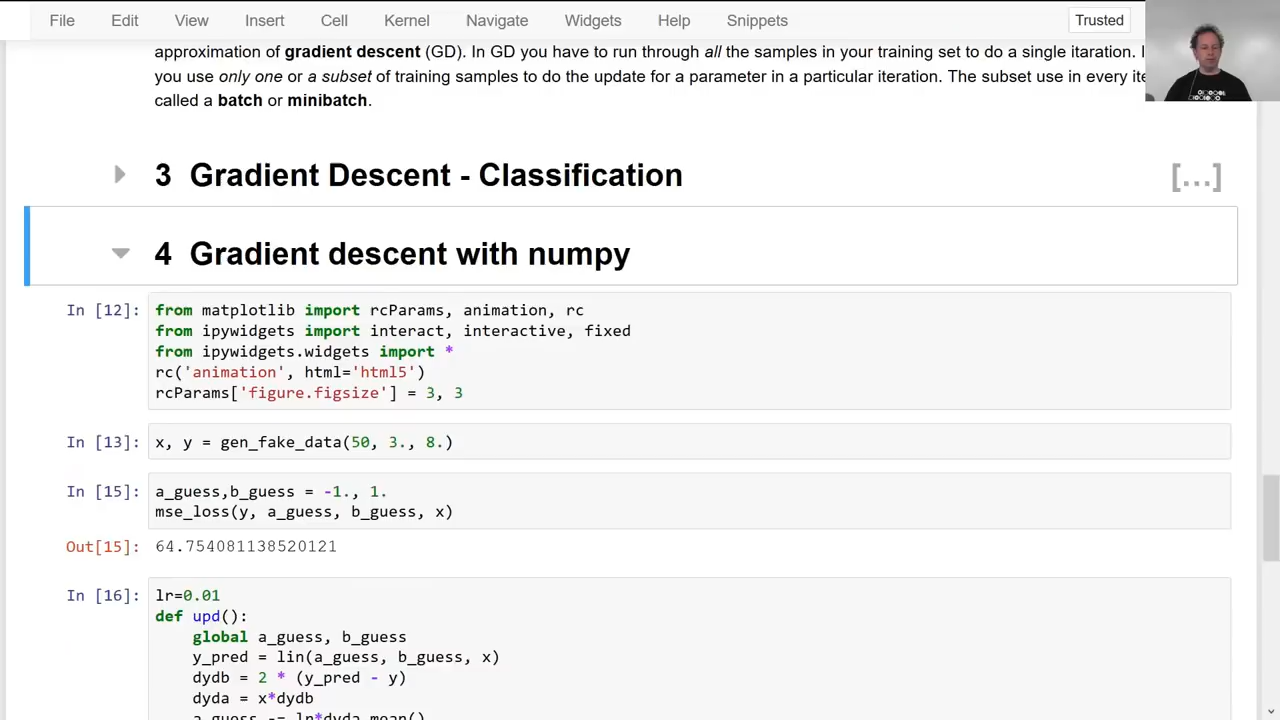 File Edit View Insert Cell Kernel Navigate Widgets Help Snippets Trusted
approximation of gradient descent (GD). In GD you have to run through all the samples in your training set to do a single itaration. I
you use only one or a subset of training samples to do the update for a parameter in a particular iteration. The subset use in every ite
called a batch or minibatch.
3 Gradient Descent - Classification [...]
4 Gradient descent with numpy
In [12]: from matplotlib import rcParams, animation, rc
from ipywidgets import interact, interactive, fixed
from ipywidgets.widgets import *
rc('animation', html='html5')
rcParams['figure.figsize'] = 3, 3
In [13]: x, y = gen_fake_data(50, 3., 8.)
In [15]: a_guess,b_guess = -1., 1.
mse_loss(y, a_guess, b_guess, x)
Out[15]: 64.754081138520121
In [16]: lr=0.01
def upd():
global a_guess, b_guess
y_pred = lin(a_guess, b_guess, x)
dydb = 2 * (y_pred - y)
dyda = x*dydb
a_guess -= lr*dyda.mean()